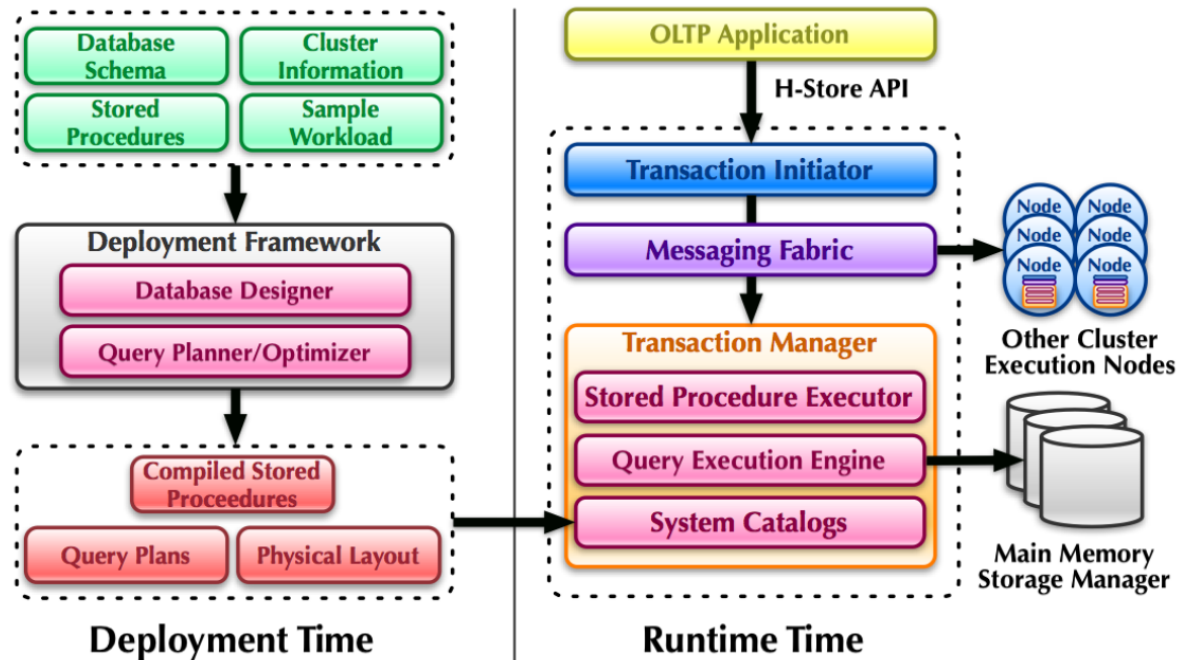 Database
Schema
Cluster
Information
Stored
Procedures
Sample
Workload
Deployment Framework
Database Designer
Query Planner/Optimizer
Compiled Stored
Proceedures
Query Plans
Physical Layout
Deployment Time
OLTP Application
H-Store API
Transaction Initiator
Messaging Fabric
Transaction Manager
Stored Procedure Executor
Query Execution Engine
System Catalogs
Node
Node
Node
Node
Node
Node
Other Cluster
Execution Nodes
Main Memory
Storage Manager
Runtime Time